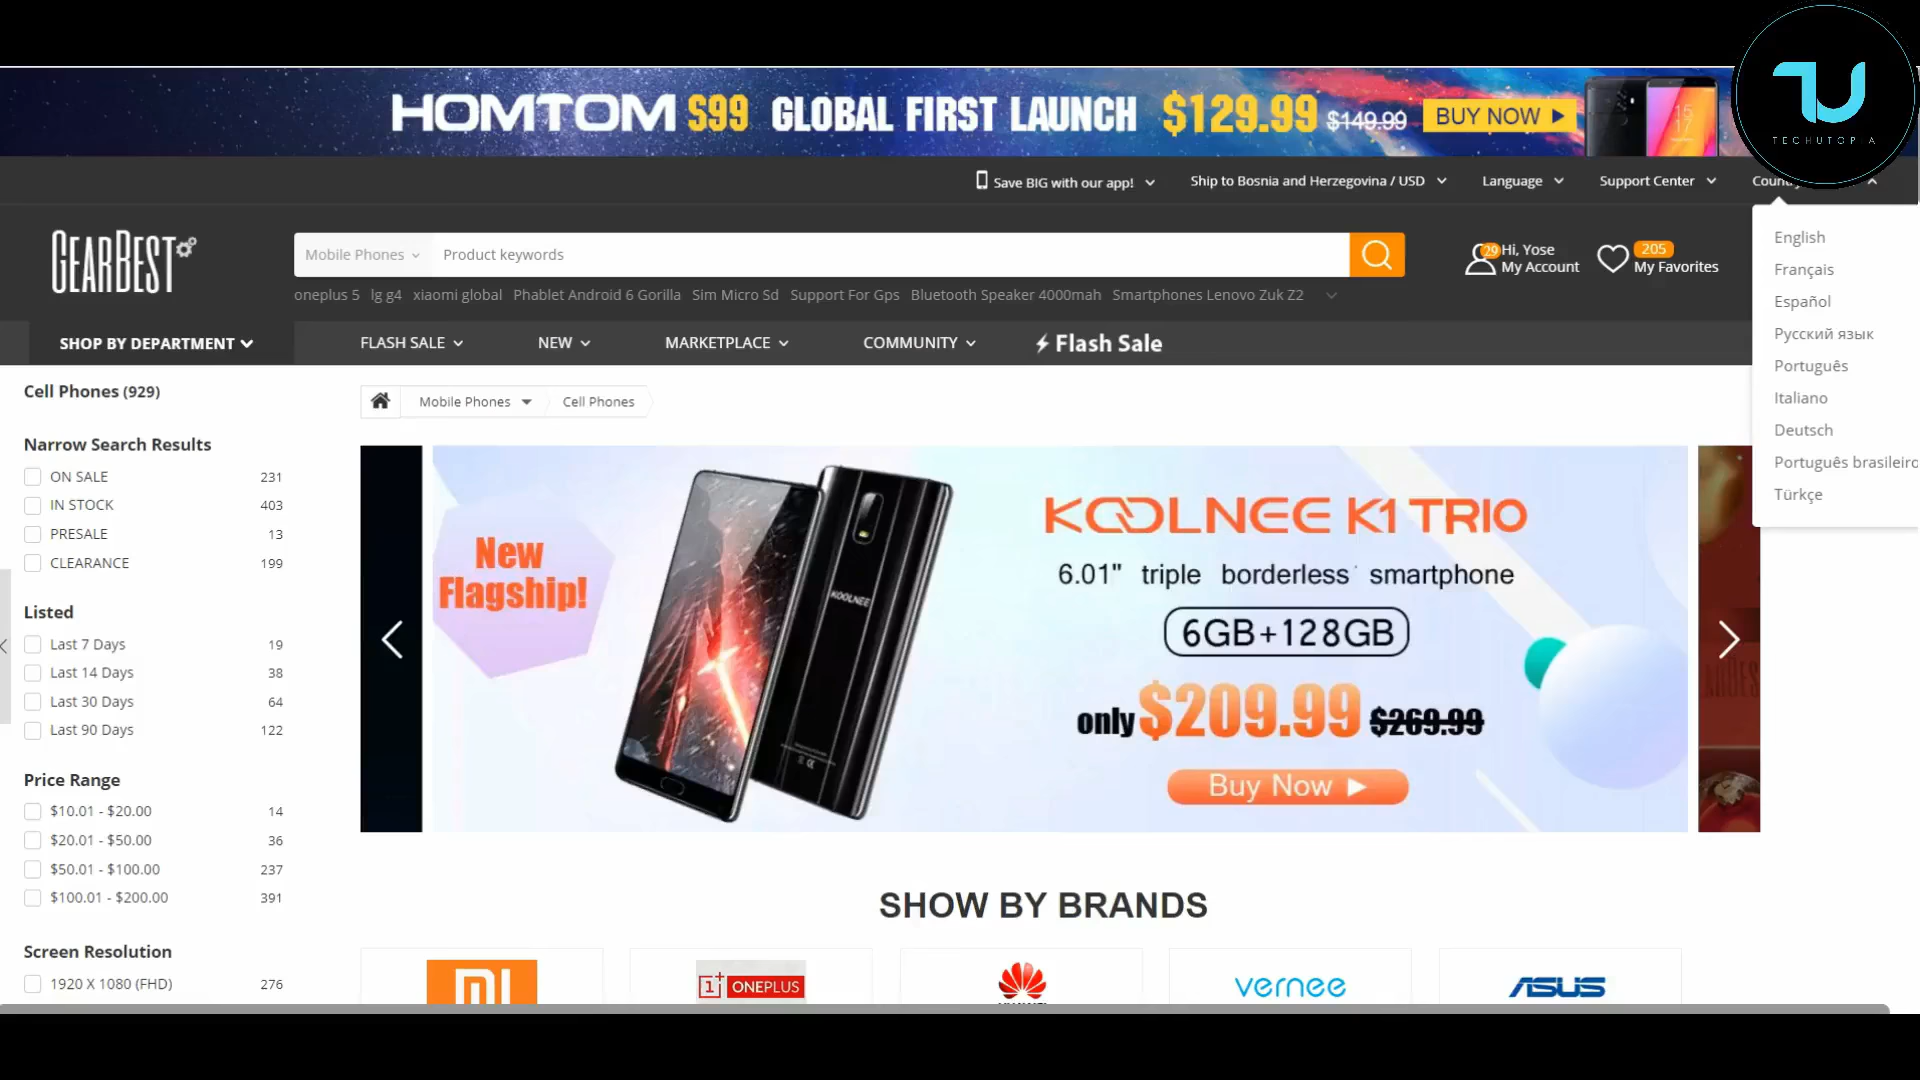 HOMTOM S99 GLOBAL FIRST LAUNCH $129.99 $149.99 BUY NOW
TECHUTOPIA
Save BIG with our app! Ship to Bosnia and Herzegovina / USD Language Support Center
GEARBEST
Mobile Phones Product keywords
29 Hi, Yose
My Account
205
My Favorites
oneplus 5 lg g4 xiaomi global Phablet Android 6 Gorilla Sim Micro Sd Support For Gps Bluetooth Speaker 4000mah Smartphones Lenovo Zuk Z2
SHOP BY DEPARTMENT FLASH SALE NEW MARKETPLACE COMMUNITY Flash Sale
English
Français
Español
Русский язык
Português
Italiano
Deutsch
Português brasileiro
Türkçe
Cell Phones (929)
Narrow Search Results
ON SALE 231
IN STOCK 403
PRESALE 13
CLEARANCE 199
Listed
Last 7 Days 19
Last 14 Days 38
Last 30 Days 64
Last 90 Days 122
Price Range
$10.01 - $20.00 14
$20.01 - $50.00 36
$50.01 - $100.00 237
$100.01 - $200.00 391
Screen Resolution
1920 X 1080 (FHD) 276
Mobile Phones Cell Phones
New
Flagship!
KOOLNEE
KOOLNEE K1 TRIO
6.01" triple borderless smartphone
6GB+128GB
only $209.99 $269.99
Buy Now
SHOW BY BRANDS
MI
1+ ONEPLUS
vernee
ASUS